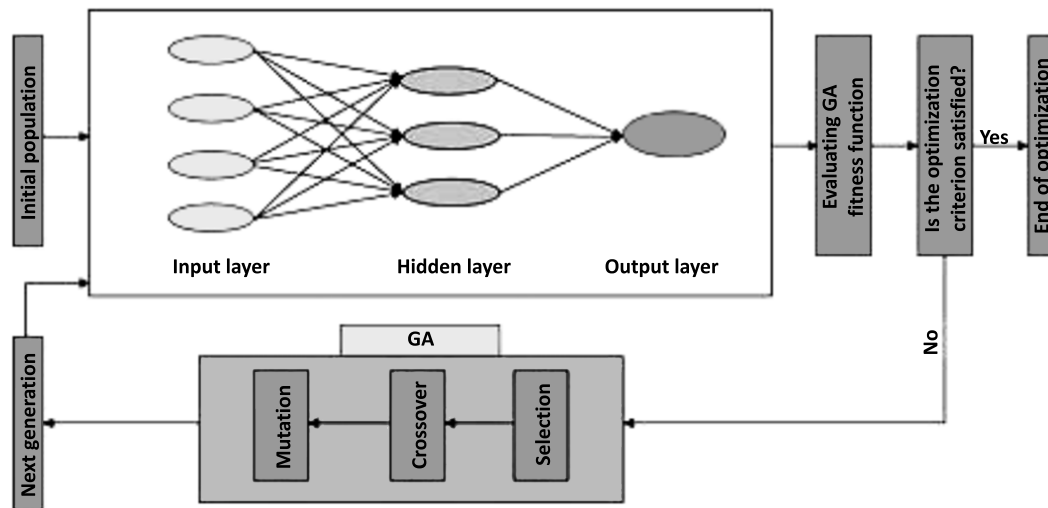 Initial population
Input layer
Hidden layer
Output layer
Evaluating GA
fitness function
Is the optimization
criterion satisfied?
Yes
End of optimization
No
GA
Selection
Crossover
Mutation
Next generation